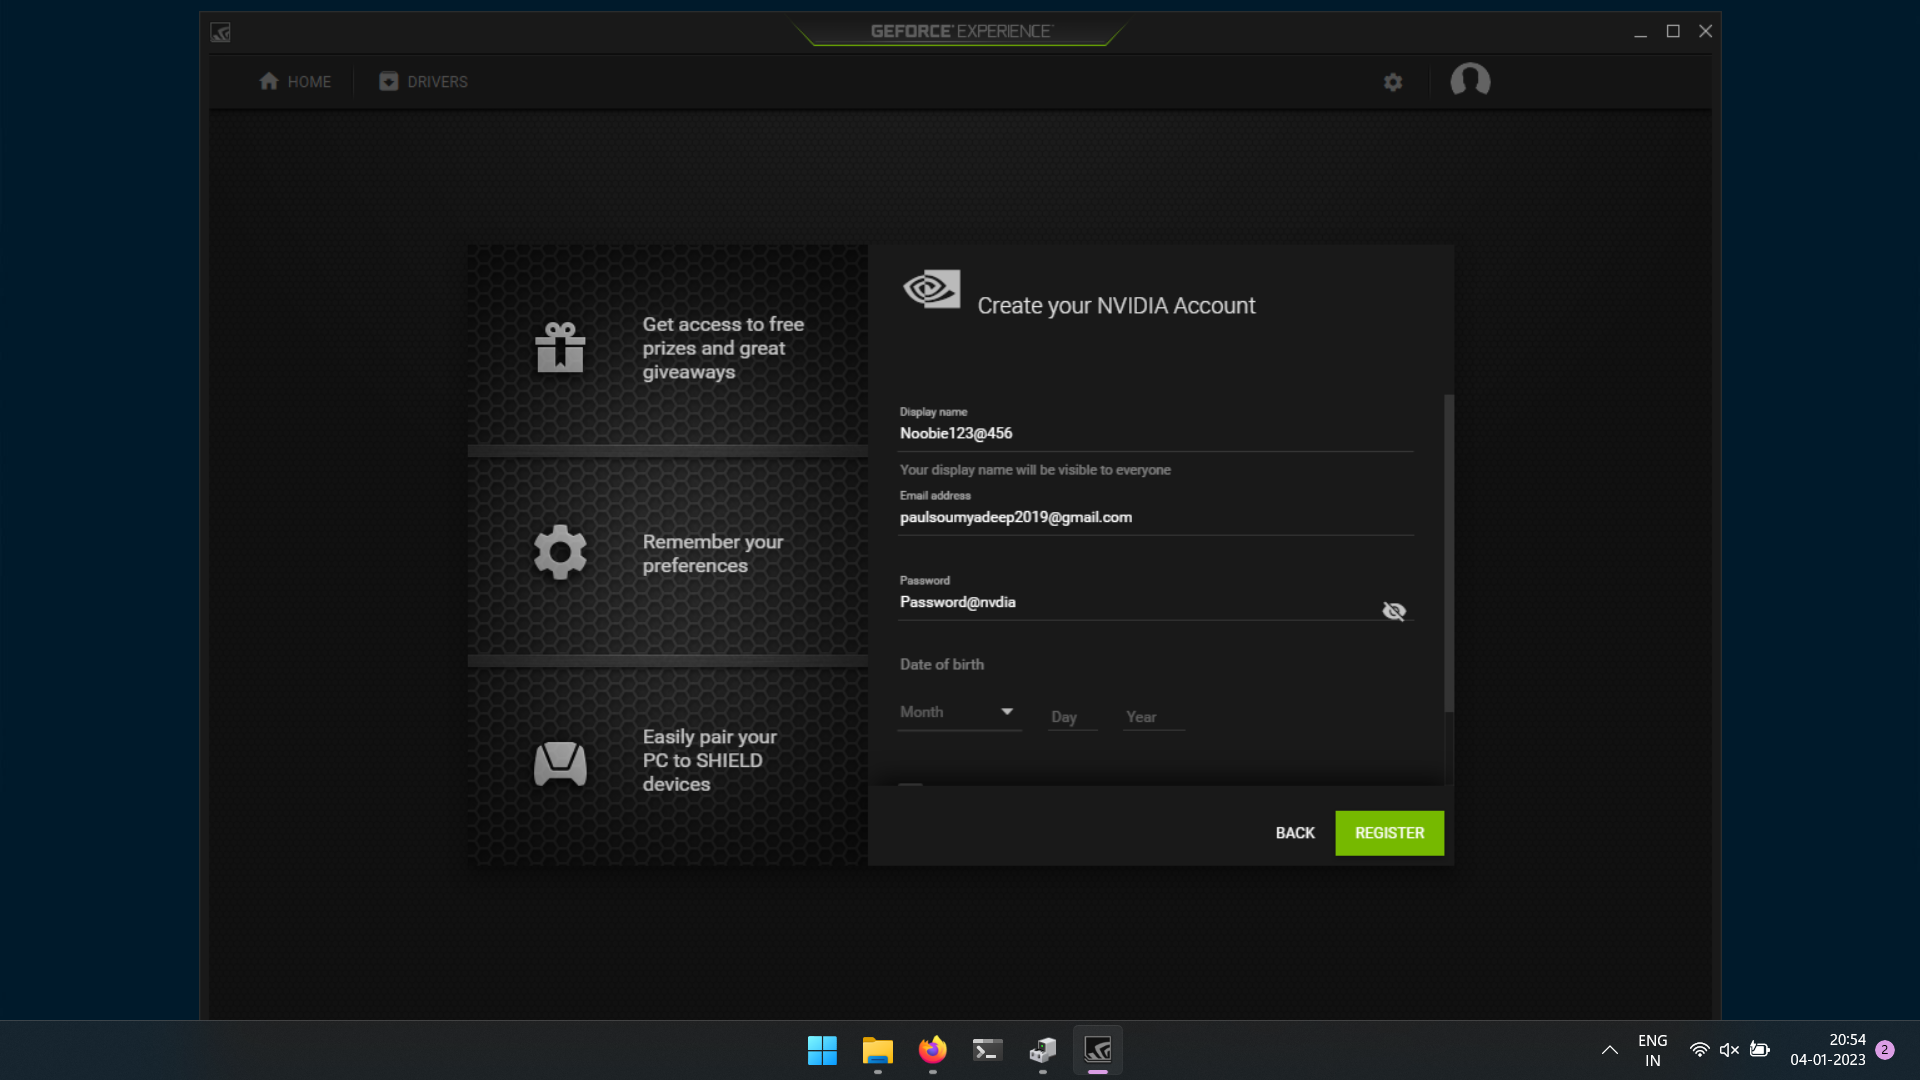 GEFORCE EXPERIENCE
HOME
DRIVERS
Get access to free
prizes and great
giveaways
Remember your
preferences
Easily pair your
PC to SHIELD
devices
Create your NVIDIA Account
Display name
Noobie123@456
Your display name will be visible to everyone
Email address
paulsoumyadeep2019@gmail.com
Password
Password@nvdia
Date of birth
Month
Day
Year
BACK
REGISTER
ENG
IN
20:54
04-01-2023
2